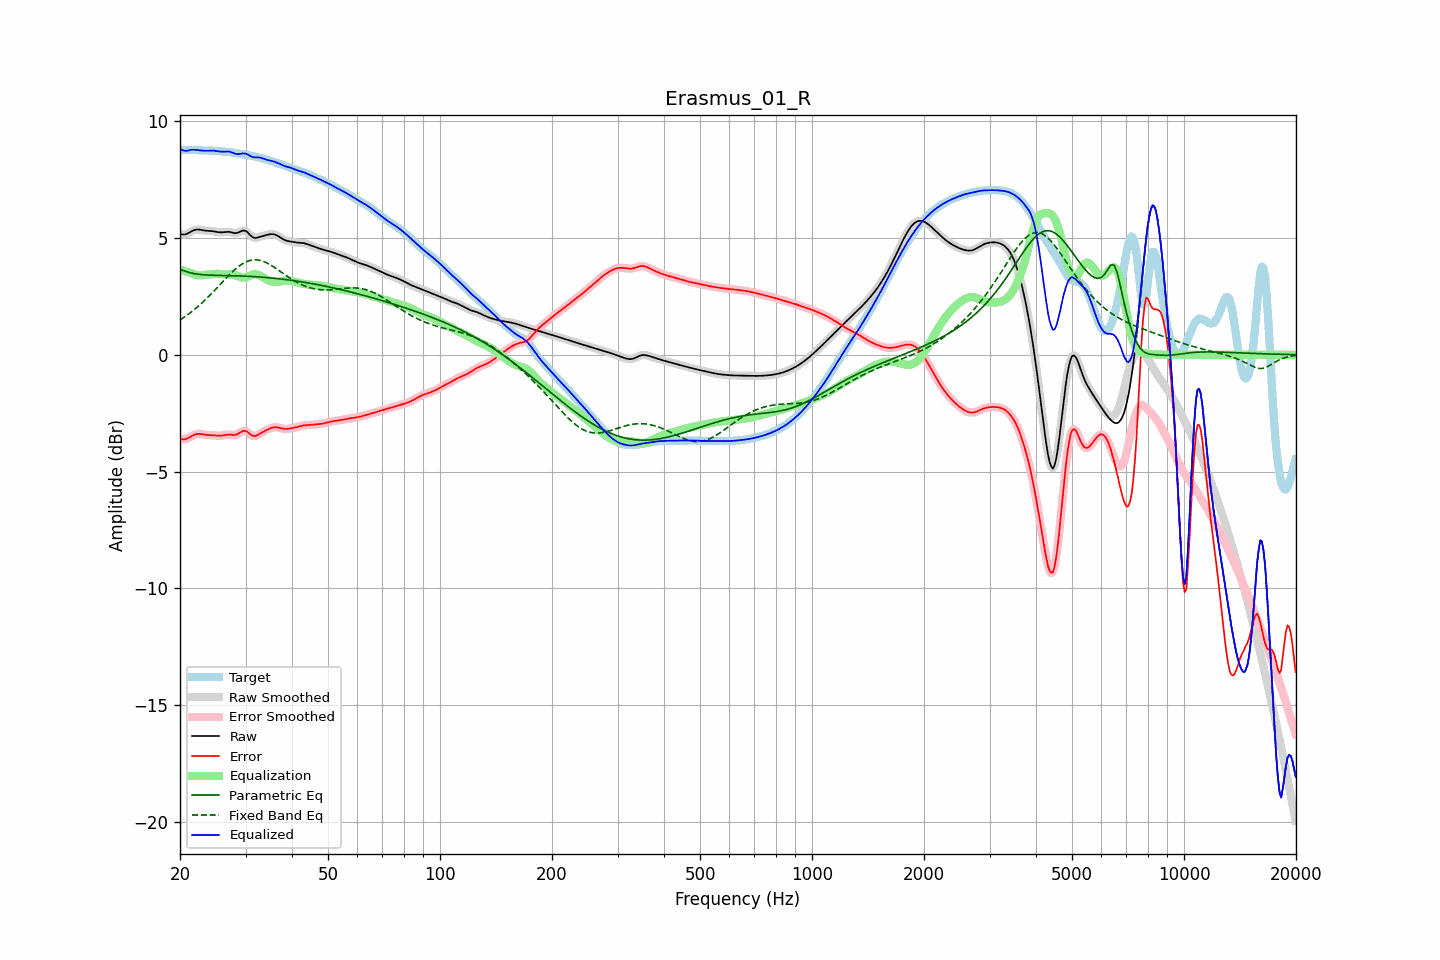 Erasmus_01_R
10
5
0
−5
−10
−15
−20
Amplitude (dBr)
Target
Raw Smoothed
Error Smoothed
Raw
Error
Equalization
Parametric Eq
Fixed Band Eq
Equalized
20 50 100 200 500 1000 2000 5000 10000 20000
Frequency (Hz)